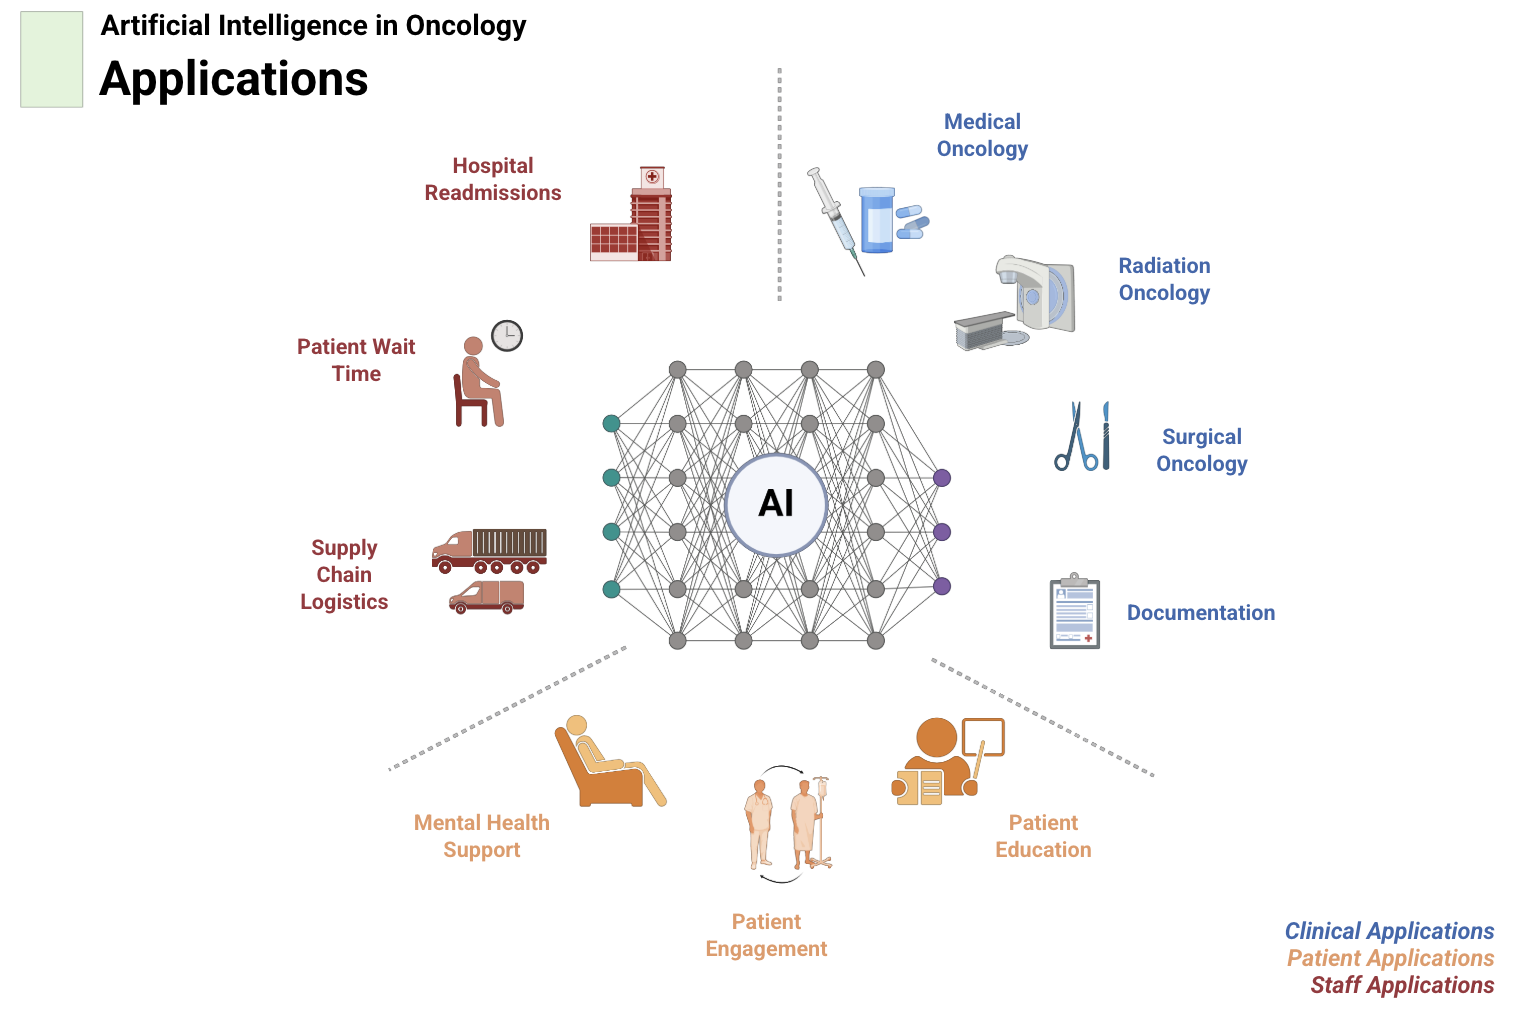 Artificial Intelligence in Oncology
Applications
Medical
Oncology
Hospital
Readmissions
Radiation
Oncology
Patient Wait
Time
Surgical
Oncology
AI
Supply
Chain
Logistics
Documentation
Mental Health
Support
Patient
Education
Patient
Engagement
Clinical Applications
Patient Applications
Staff Applications